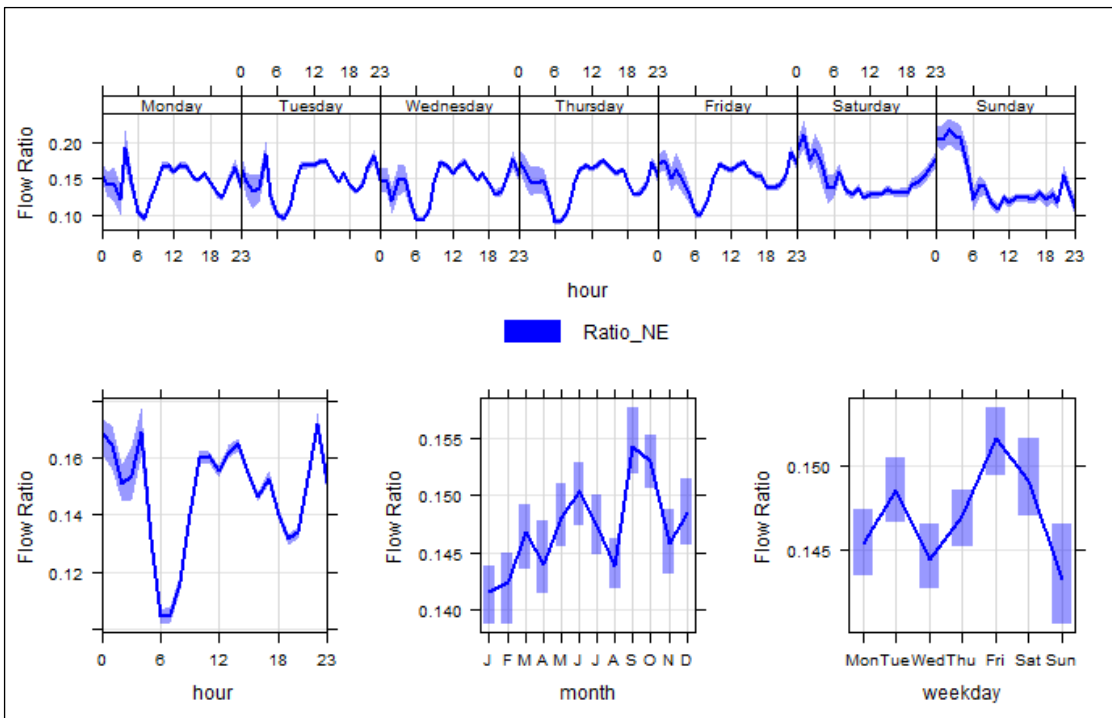 0 6 12 18 23 0 6 12 18 23 0 6 12 18 23
Monday Tuesday Wednesday Thursday Friday Saturday Sunday
Flow Ratio
0.20
0.15
0.10
0 6 12 18 23 0 6 12 18 23 0 6 12 18 23 0 6 12 18 23
hour
Ratio_NE
Flow Ratio
0.16
0.14
0.12
0 6 12 23
hour
Flow Ratio
0.155
0.150
0.145
0.140
J F M A M J J A S O N D
month
Flow Ratio
0.150
0.145
Mon Tue Wed Thu Fri Sat Sun
weekday